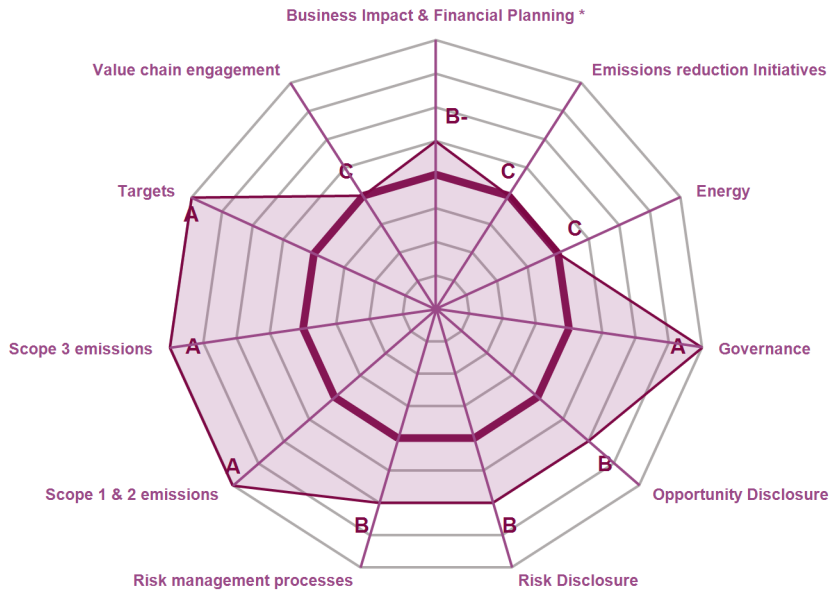 Business Impact & Financial Planning *
Value chain engagement
Emissions reduction Initiatives
B-
C
C
Targets
Energy
A
C
Scope 3 emissions
A
A
Governance
A
B
Scope 1 & 2 emissions
Opportunity Disclosure
B
B
Risk management processes
Risk Disclosure